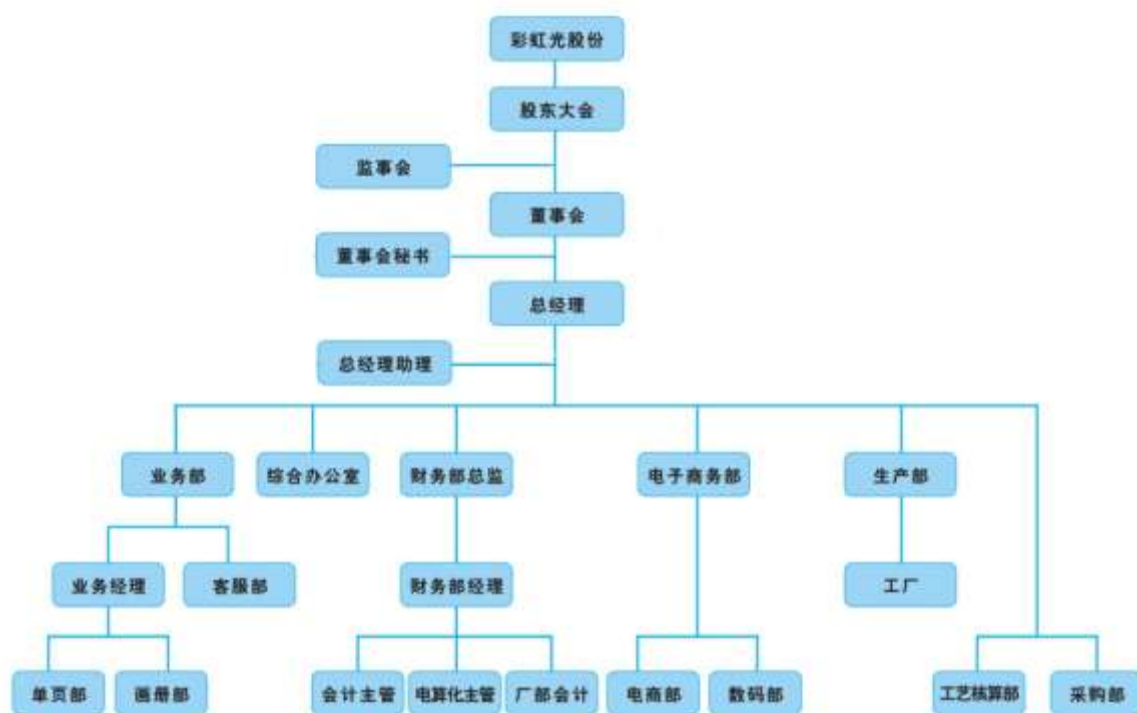 彩虹光股份
股东大会
监事会
董事会
董事会秘书
总经理
总经理助理
业务部
综合办公室
财务部总监
电子商务部
生产部
业务经理
客服部
财务部经理
工厂
单页部
画册部
会计主管
电算化主管
厂部会计
电商部
数码部
工艺核算部
采购部